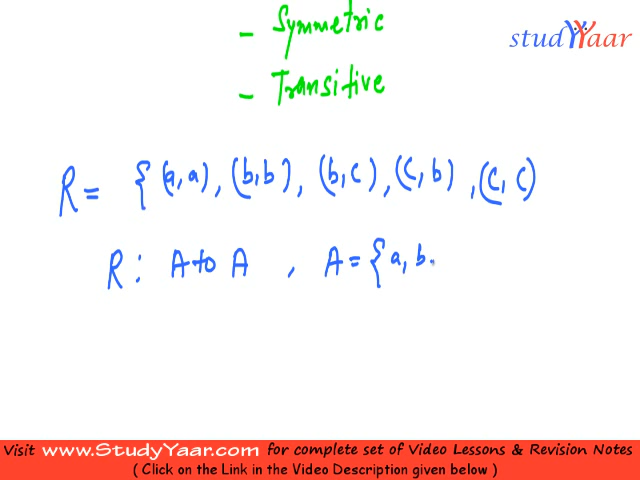 - Symmetric
studYYaar
- Transitive
R = { (a, a), (b, b), (b, c), (c, b), (c, c)
R : A to A , A = { a, b,
Visit www.StudyYaar.com for complete set of Video Lessons & Revision Notes
( Click on the Link in the Video Description given below )